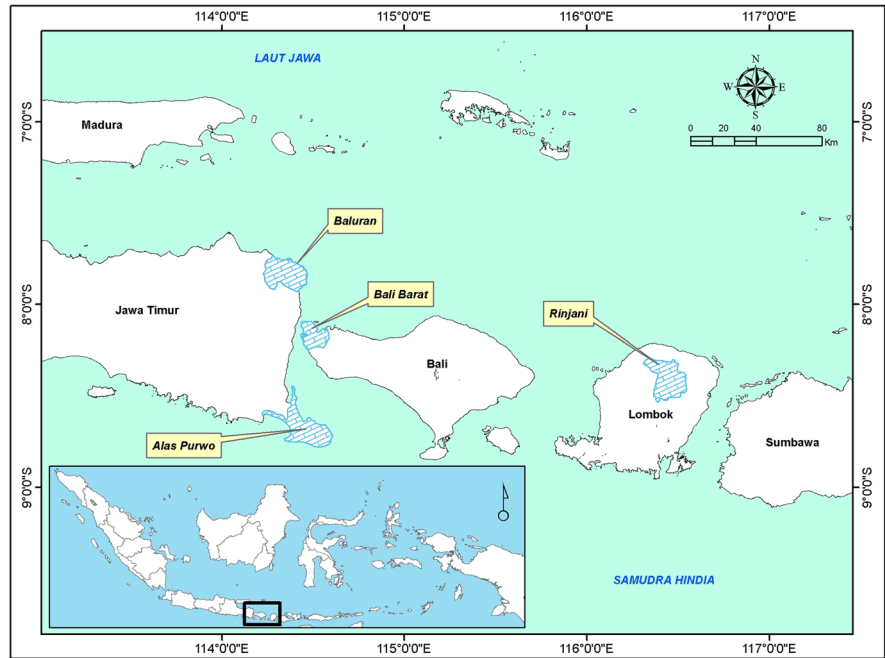 114°0'0"E 115°0'0"E 116°0'0"E 117°0'0"E
LAUT JAWA
N
W E
S
7°0'0"S 7°0'0"S
Madura
0 20 40 80
Km
Baluran
Bali Barat
8°0'0"S 8°0'0"S
Jawa Timur
Rinjani
Bali
Lombok
Alas Purwo
Sumbawa
9°0'0"S 9°0'0"S
SAMUDRA HINDIA
114°0'0"E 115°0'0"E 116°0'0"E 117°0'0"E